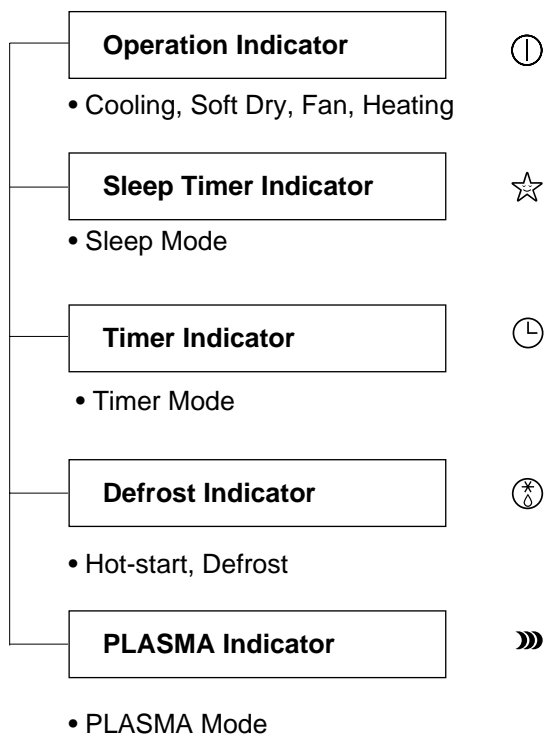 Operation Indicator
• Cooling, Soft Dry, Fan, Heating
Sleep Timer Indicator
• Sleep Mode
Timer Indicator
• Timer Mode
Defrost Indicator
• Hot-start, Defrost
PLASMA Indicator
• PLASMA Mode